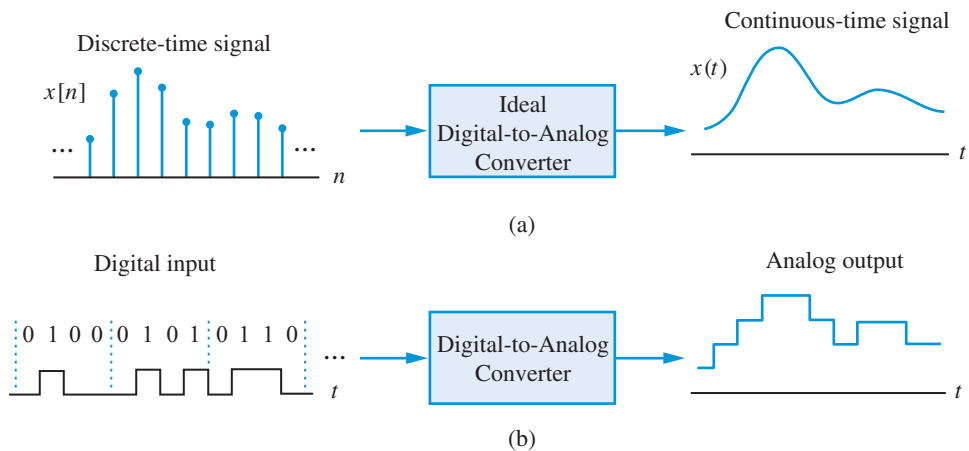 Discrete-time signal
x[n]
...
...
n
Ideal
Digital-to-Analog
Converter
Continuous-time signal
x(t)
t
(a)
Digital input
0 1 0 0 0 1 0 1 0 1 1 0
...
t
Digital-to-Analog
Converter
Analog output
t
(b)